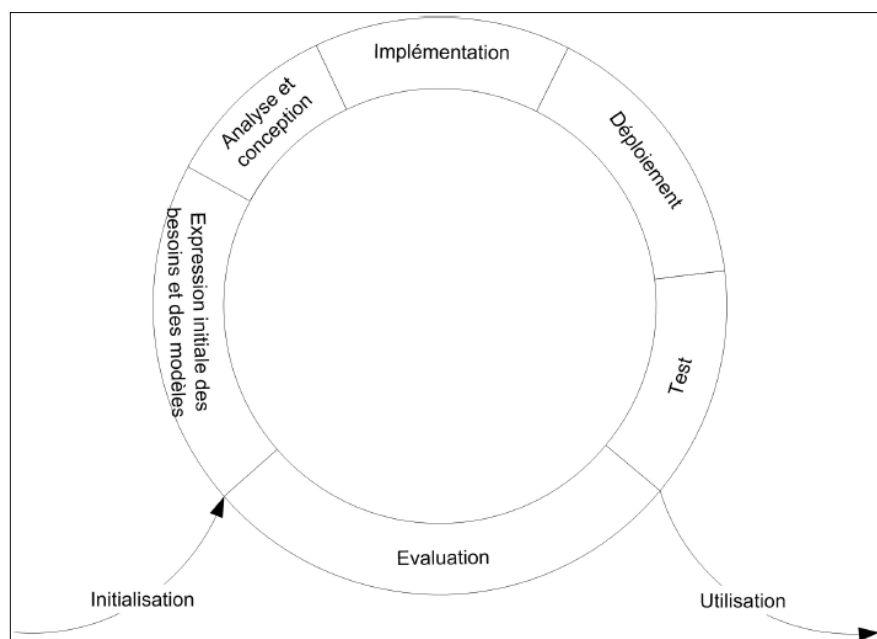 Implémentation
Analyse et
conception
Déploiement
Expression initiale des
besoins et des modèles
Test
Evaluation
Initialisation
Utilisation